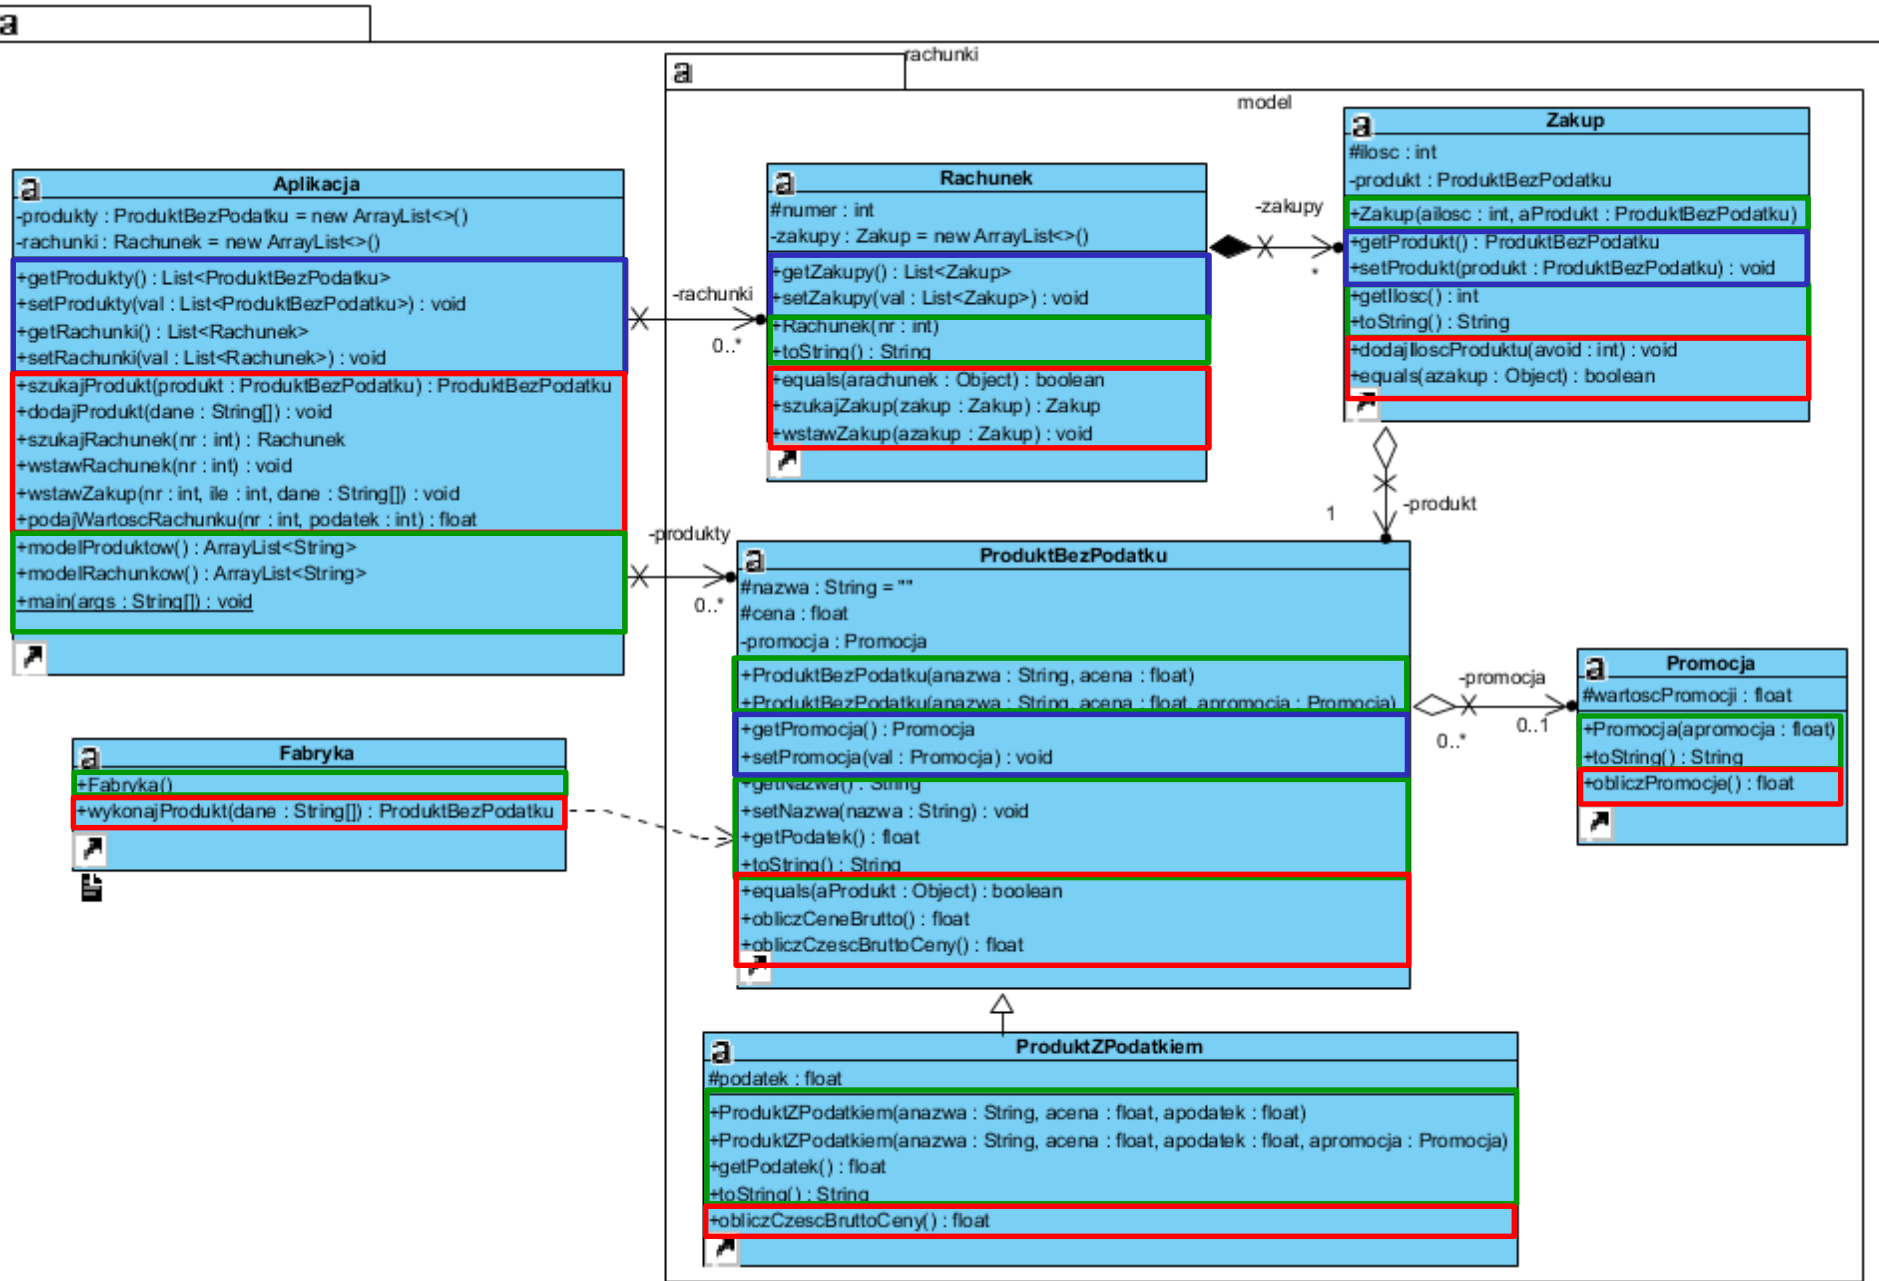 a
rachunki
a
model
a
Aplikacja
-produkty : ProduktBezPodatku = new ArrayList<>()
-rachunki : Rachunek = new ArrayList<>()
+getProdukty() : List<ProduktBezPodatku>
+setProdukty(val : List<ProduktBezPodatku>) : void
+getRachunki() : List<Rachunek>
+setRachunki(val : List<Rachunek>) : void
+szukajProdukt(produkt : ProduktBezPodatku) : ProduktBezPodatku
+dodajProdukt(dane : String[]) : void
+szukajRachunek(nr : int) : Rachunek
+wstawRachunek(nr : int) : void
+wstawZakup(nr : int, ile : int, dane : String[]) : void
+podajWartoscRachunku(nr : int, podatek : int) : float
+modelProduktow() : ArrayList<String>
+modelRachunkow() : ArrayList<String>
+main(args : String[]) : void
-rachunki
0..*
-produkty
0..*
a
Rachunek
#numer : int
-zakupy : Zakup = new ArrayList<>()
+getZakupy() : List<Zakup>
+setZakupy(val : List<Zakup>) : void
+Rachunek(nr : int)
+toString() : String
+equals(arachunek : Object) : boolean
+szukajZakup(zakup : Zakup) : Zakup
+wstawZakup(azakup : Zakup) : void
-zakupy
*
a
Zakup
#ilosc : int
-produkt : ProduktBezPodatku
+Zakup(ailosc : int, aProdukt : ProduktBezPodatku)
+getProdukt() : ProduktBezPodatku
+setProdukt(produkt : ProduktBezPodatku) : void
+getIlosc() : int
+toString() : String
+dodajIloscProduktu(avoid : int) : void
+equals(azakup : Object) : boolean
1
-produkt
a
ProduktBezPodatku
#nazwa : String = ""
#cena : float
-promocja : Promocja
+ProduktBezPodatku(anazwa : String, acena : float)
+ProduktBezPodatku(anazwa : String, acena : float, apromocja : Promocja)
+getPromocja() : Promocja
+setPromocja(val : Promocja) : void
+getNazwa() : String
+setNazwa(nazwa : String) : void
+getPodatek() : float
+toString() : String
+equals(aProdukt : Object) : boolean
+obliczCeneBrutto() : float
+obliczCzescBruttoCeny() : float
-promocja
0..*
0..1
a
Promocja
#wartoscPromocji : float
+Promocja(apromocja : float)
+toString() : String
+obliczPromocje() : float
a
Fabryka
+Fabryka()
+wykonajProdukt(dane : String[]) : ProduktBezPodatku
a
ProduktZPodatkiem
#podatek : float
+ProduktZPodatkiem(anazwa : String, acena : float, apodatek : float)
+ProduktZPodatkiem(anazwa : String, acena : float, apodatek : float, apromocja : Promocja)
+getPodatek() : float
+toString() : String
+obliczCzescBruttoCeny() : float